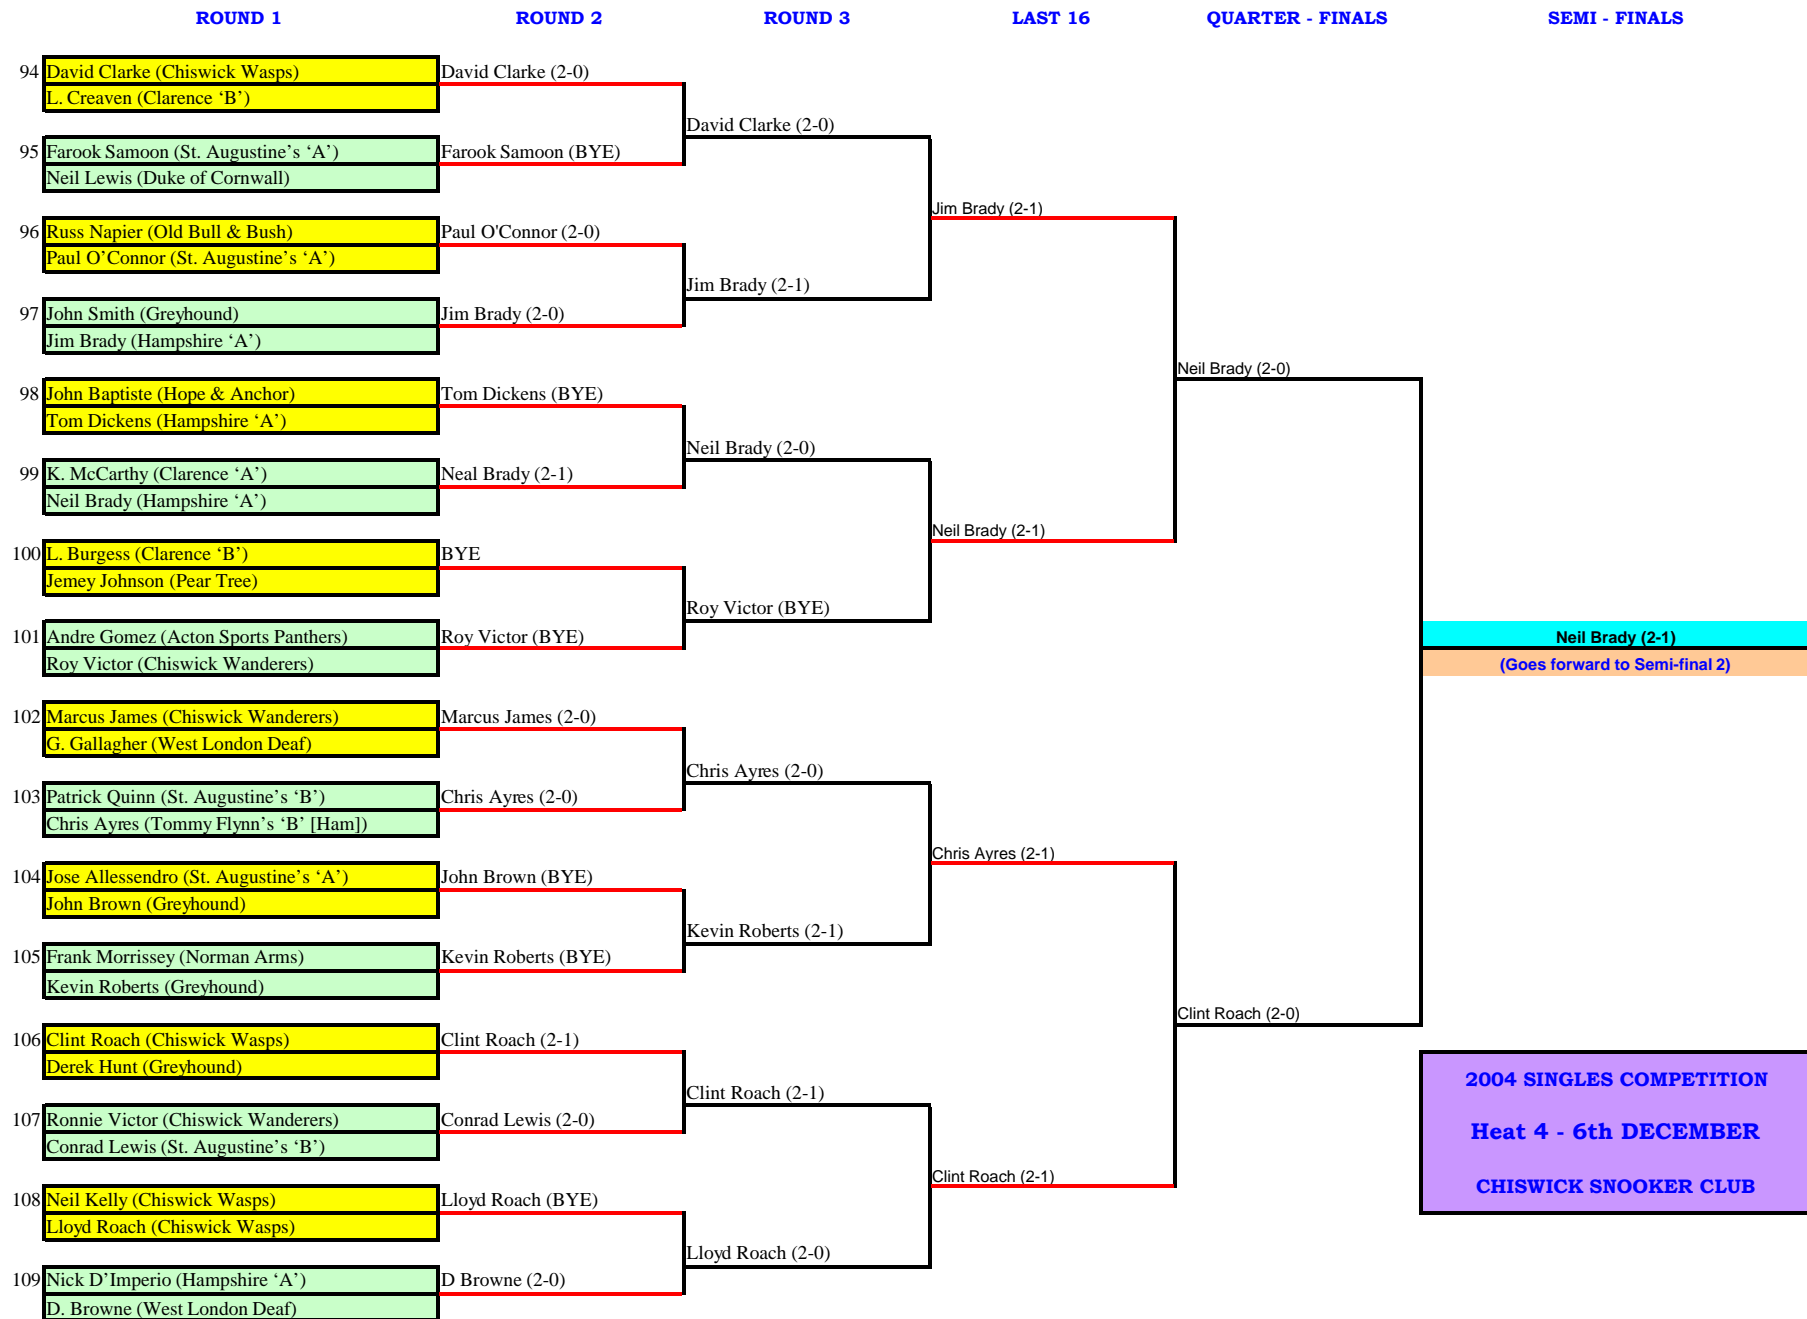 ROUND 1 ROUND 2 ROUND 3 LAST 16 QUARTER - FINALS SEMI - FINALS
94 David Clarke (Chiswick Wasps) David Clarke (2-0)
L. Creaven (Clarence ‘B’)
David Clarke (2-0)
95 Farook Samoon (St. Augustine’s ‘A’) Farook Samoon (BYE)
Neil Lewis (Duke of Cornwall)
Jim Brady (2-1)
96 Russ Napier (Old Bull & Bush) Paul O'Connor (2-0)
Paul O’Connor (St. Augustine’s ‘A’)
Jim Brady (2-1)
97 John Smith (Greyhound) Jim Brady (2-0)
Jim Brady (Hampshire ‘A’)
Neil Brady (2-0)
98 John Baptiste (Hope & Anchor) Tom Dickens (BYE)
Tom Dickens (Hampshire ‘A’)
Neil Brady (2-0)
99 K. McCarthy (Clarence ‘A’) Neal Brady (2-1)
Neil Brady (Hampshire ‘A’)
Neil Brady (2-1)
100 L. Burgess (Clarence ‘B’) BYE
Jemey Johnson (Pear Tree)
Roy Victor (BYE)
101 Andre Gomez (Acton Sports Panthers) Roy Victor (BYE) Neil Brady (2-1)
Roy Victor (Chiswick Wanderers) (Goes forward to Semi-final 2)
102 Marcus James (Chiswick Wanderers) Marcus James (2-0)
G. Gallagher (West London Deaf)
Chris Ayres (2-0)
103 Patrick Quinn (St. Augustine’s ‘B’) Chris Ayres (2-0)
Chris Ayres (Tommy Flynn’s ‘B’ [Ham])
Chris Ayres (2-1)
104 Jose Allessendro (St. Augustine’s ‘A’) John Brown (BYE)
John Brown (Greyhound)
Kevin Roberts (2-1)
105 Frank Morrissey (Norman Arms) Kevin Roberts (BYE)
Kevin Roberts (Greyhound)
Clint Roach (2-0)
106 Clint Roach (Chiswick Wasps) Clint Roach (2-1)
Derek Hunt (Greyhound)
2004 SINGLES COMPETITION
Clint Roach (2-1)
107 Ronnie Victor (Chiswick Wanderers) Conrad Lewis (2-0)
Heat 4 - 6th DECEMBER
Conrad Lewis (St. Augustine’s ‘B’)
Clint Roach (2-1)
CHISWICK SNOOKER CLUB
108 Neil Kelly (Chiswick Wasps) Lloyd Roach (BYE)
Lloyd Roach (Chiswick Wasps)
Lloyd Roach (2-0)
109 Nick D’Imperio (Hampshire ‘A’) D Browne (2-0)
D. Browne (West London Deaf)